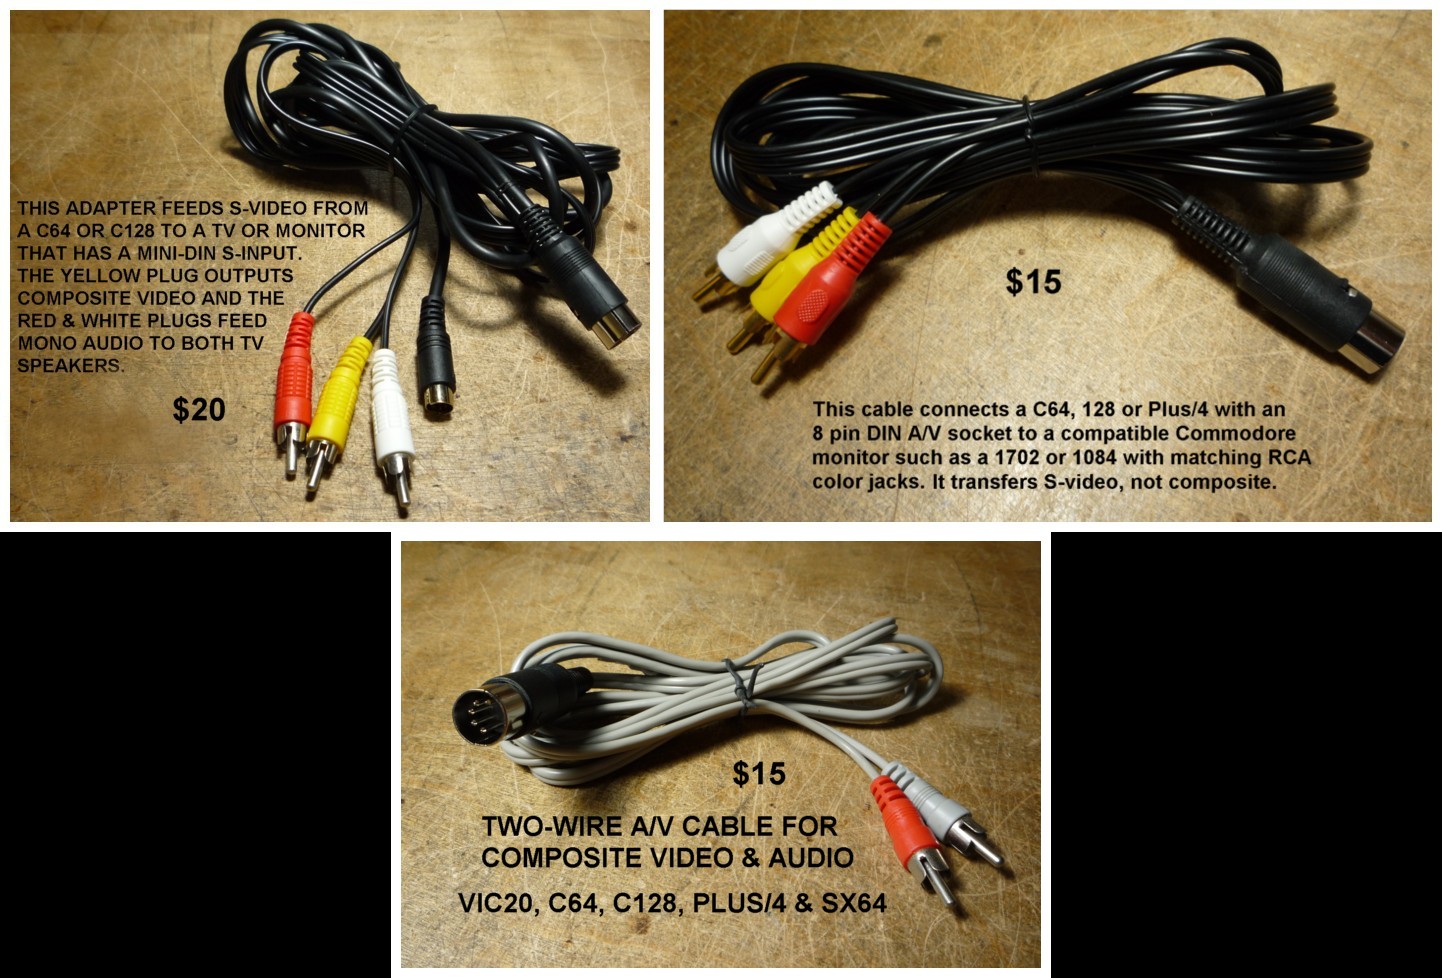 THIS ADAPTER FEEDS S-VIDEO FROM
A C64 OR C128 TO A TV OR MONITOR
THAT HAS A MINI-DIN S-INPUT.
THE YELLOW PLUG OUTPUTS
COMPOSITE VIDEO AND THE
RED & WHITE PLUGS FEED
MONO AUDIO TO BOTH TV
SPEAKERS.
$20
$15
This cable connects a C64, 128 or Plus/4 with an
8 pin DIN A/V socket to a compatible Commodore
monitor such as a 1702 or 1084 with matching RCA
color jacks. It transfers S-video, not composite.
$15
TWO-WIRE A/V CABLE FOR
COMPOSITE VIDEO & AUDIO
VIC20, C64, C128, PLUS/4 & SX64